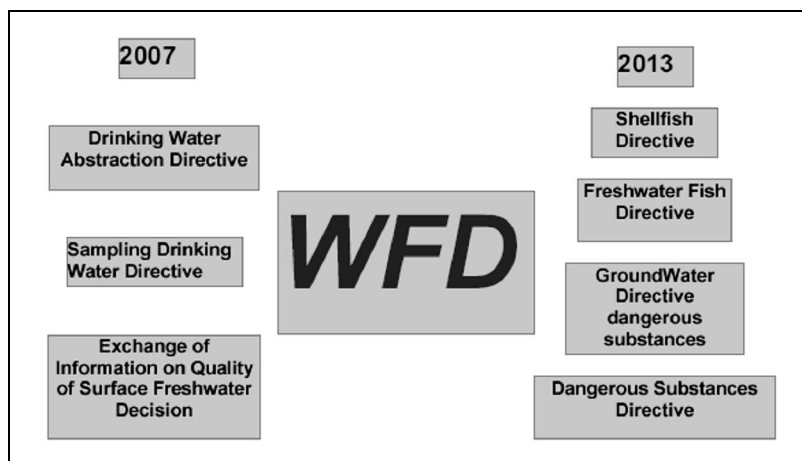 2007
Drinking Water
Abstraction Directive
Sampling Drinking
Water Directive
Exchange of
Information on Quality
of Surface Freshwater
Decision
WFD
2013
Shellfish
Directive
Freshwater Fish
Directive
GroundWater
Directive
dangerous
substances
Dangerous Substances
Directive